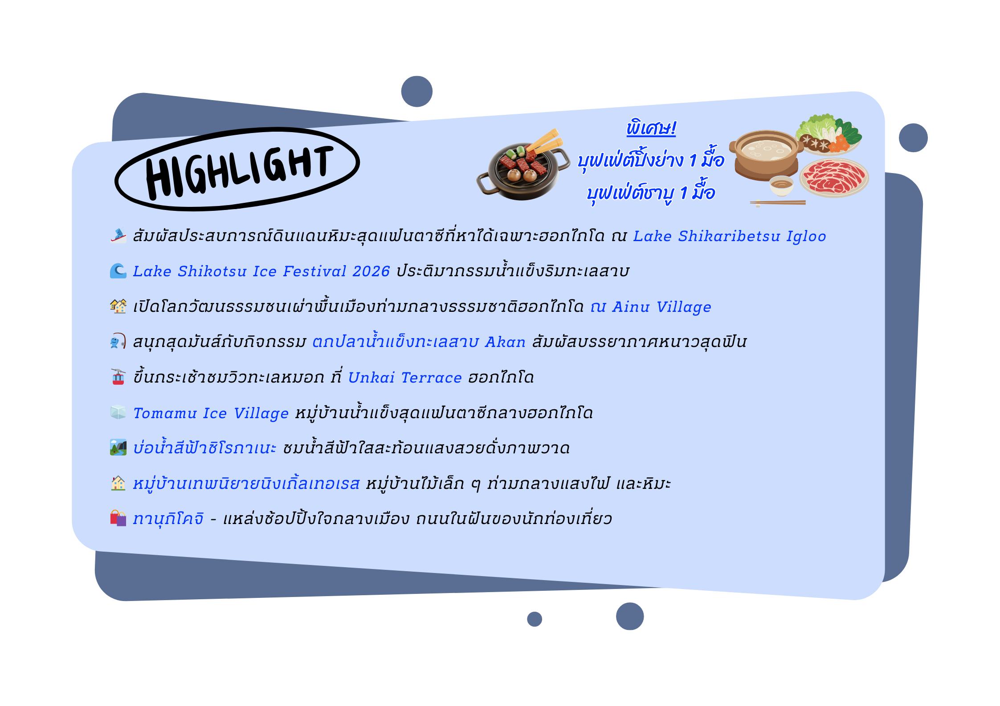 HIGHLIGHT
พิเศษ!
บุฟเฟ่ต์ปิ้งย่าง 1 มื้อ
บุฟเฟ่ต์ชาบู 1 มื้อ
สัมผัสประสบการณ์ดินแดนหิมะสุดแฟนตาซีที่หาได้เฉพาะฮอกไกโด ณ Lake Shikaribetsu Igloo
Lake Shikotsu Ice Festival 2026 ประติมากรรมน้ำแข็งริมทะเลสาบ
เปิดโลกวัฒนธรรมชนเผ่าพื้นเมืองท่ามกลางธรรมชาติฮอกไกโด ณ Ainu Village
สนุกสุดมันส์กับกิจกรรม ตกปลาน้ำแข็งทะเลสาบ Akan สัมผัสบรรยากาศหนาวสุดฟิน
ขึ้นกระเช้าชมวิวทะเลหมอก ที่ Unkai Terrace ฮอกไกโด
Tomamu Ice Village หมู่บ้านน้ำแข็งสุดแฟนตาซีกลางฮอกไกโด
บ่อน้ำสีฟ้าชิโรกาเนะ ชมน้ำสีฟ้าใสสะท้อนแสงสวยดั่งภาพวาด
หมู่บ้านเทพนิยายนิงเกิ้ลเทอเรส หมู่บ้านไม้เล็ก ๆ ท่ามกลางแสงไฟ และหิมะ
ทานุกิโคจิ - แหล่งช้อปปิ้งใจกลางเมือง ถนนในฝันของนักท่องเที่ยว